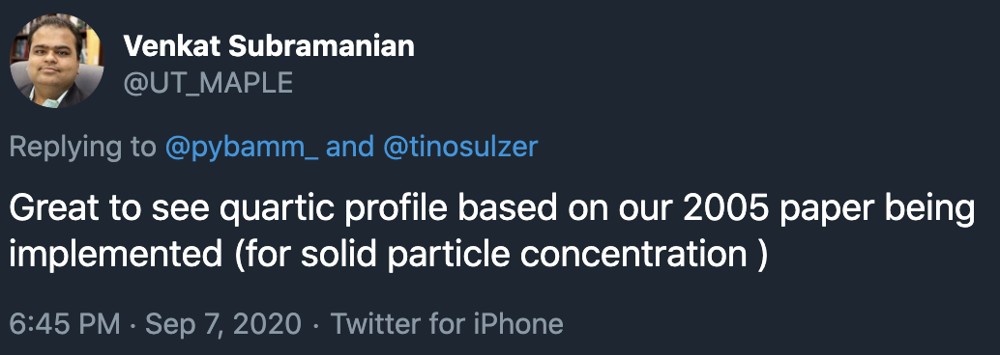 Venkat Subramanian
@UT_MAPLE
Replying to @pybamm_ and @tinosulzer
Great to see quartic profile based on our 2005 paper being
implemented (for solid particle concentration )
6:45 PM · Sep 7, 2020 · Twitter for iPhone